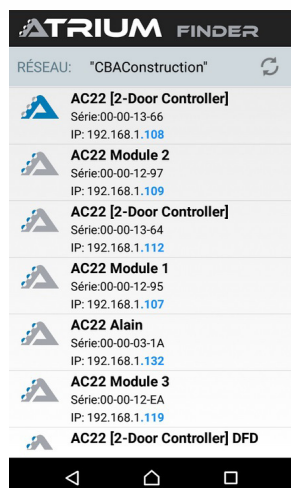 ATRIUM FINDER
RÉSEAU: "CBAConstruction"
AC22 [2-Door Controller]
Série:00-00-13-66
IP: 192.168.1.108
AC22 Module 2
Série:00-00-12-97
IP: 192.168.1.109
AC22 [2-Door Controller]
Série:00-00-13-64
IP: 192.168.1.112
AC22 Module 1
Série:00-00-12-95
IP: 192.168.1.107
AC22 Alain
Série:00-00-03-1A
IP: 192.168.1.132
AC22 Module 3
Série:00-00-12-EA
IP: 192.168.1.119
AC22 [2-Door Controller] DFD